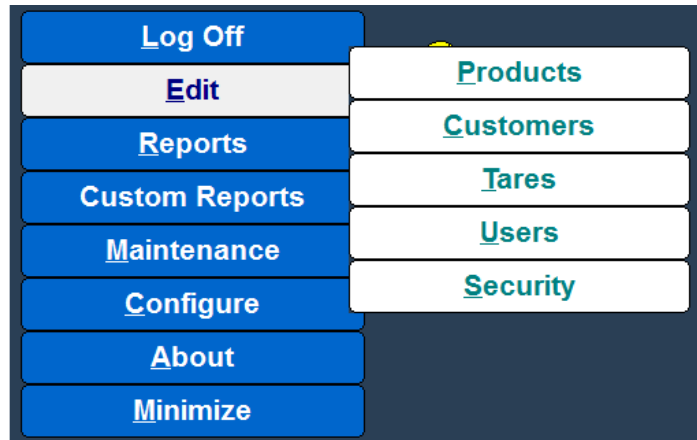 Log Off
Edit
Reports
Custom Reports
Maintenance
Configure
About
Minimize
Products
Customers
Tares
Users
Security